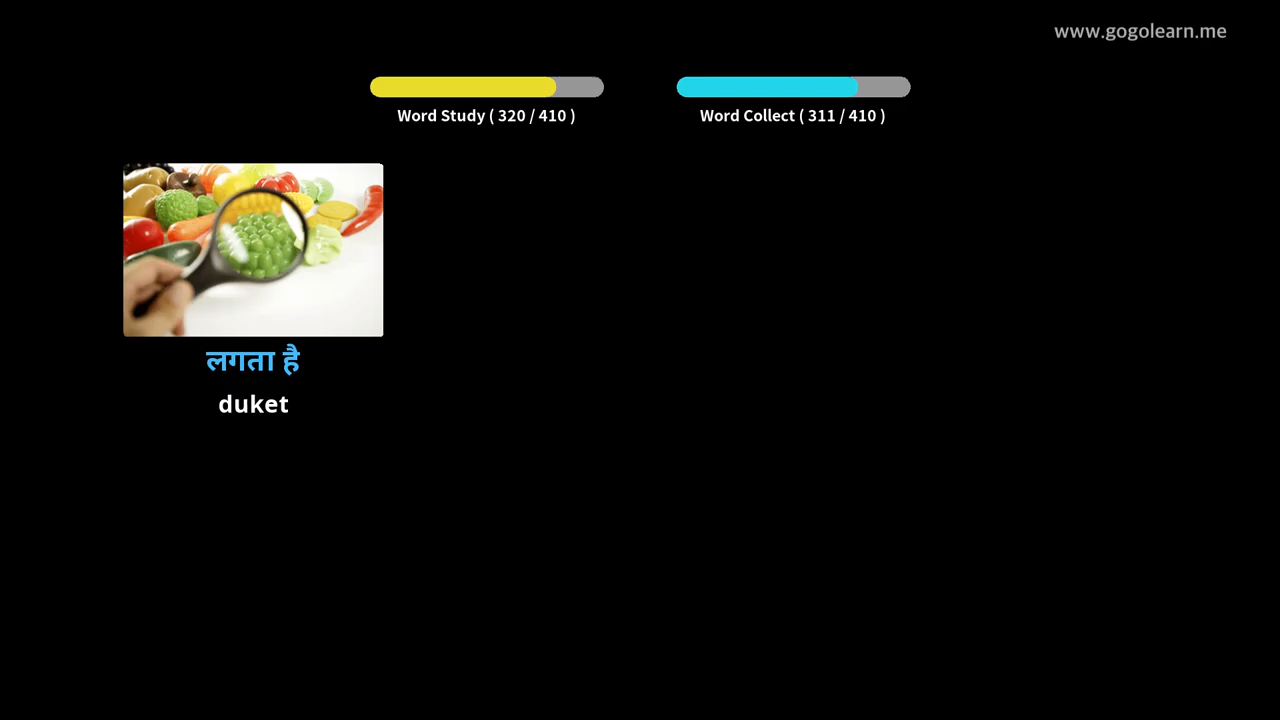 www.gogolearn.me
Word Study ( 320 / 410 )
Word Collect ( 311 / 410 )
लगता है
duket